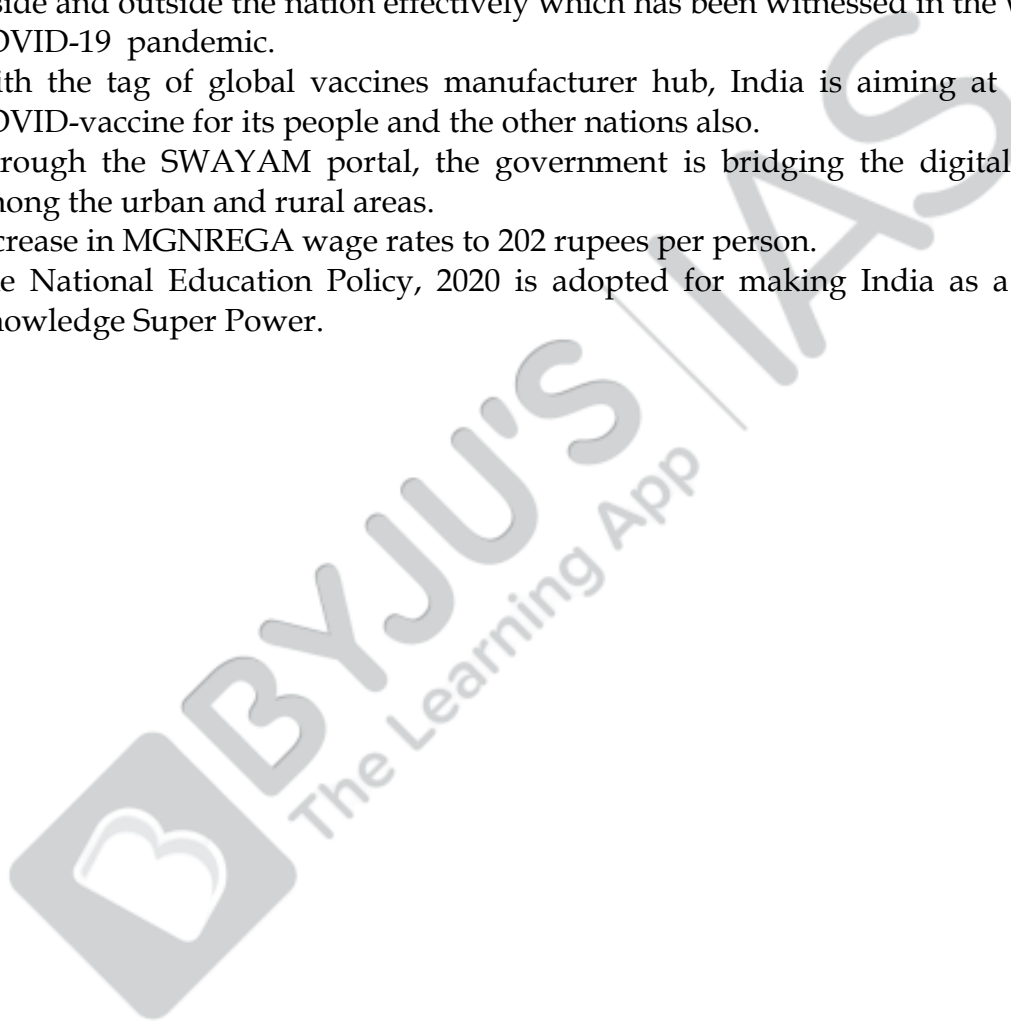 side and outside the nation effectively which has been witnessed in the
OVID-19 pandemic.
ith the tag of global vaccines manufacturer hub, India is aiming at
OVID-vaccine for its people and the other nations also.
rough the SWAYAM portal, the government is bridging the digital
nong the urban and rural areas.
crease in MGNREGA wage rates to 202 rupees per person.
e National Education Policy, 2020 is adopted for making India as a
nowledge Super Power.
BYJU'S IAS
The Learning App